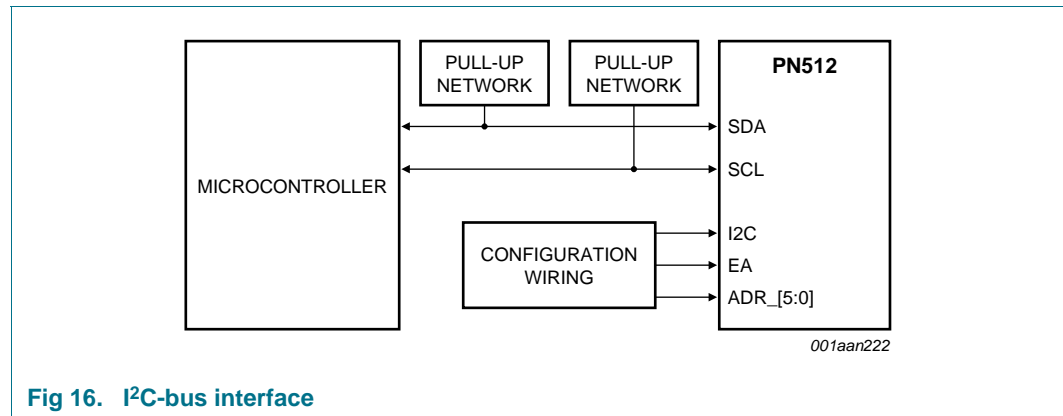 PULL-UP
NETWORK
PULL-UP
NETWORK
PN512
SDA
SCL
MICROCONTROLLER
CONFIGURATION
WIRING
I2C
EA
ADR_[5:0]
001aan222
Fig 16. I²C-bus interface